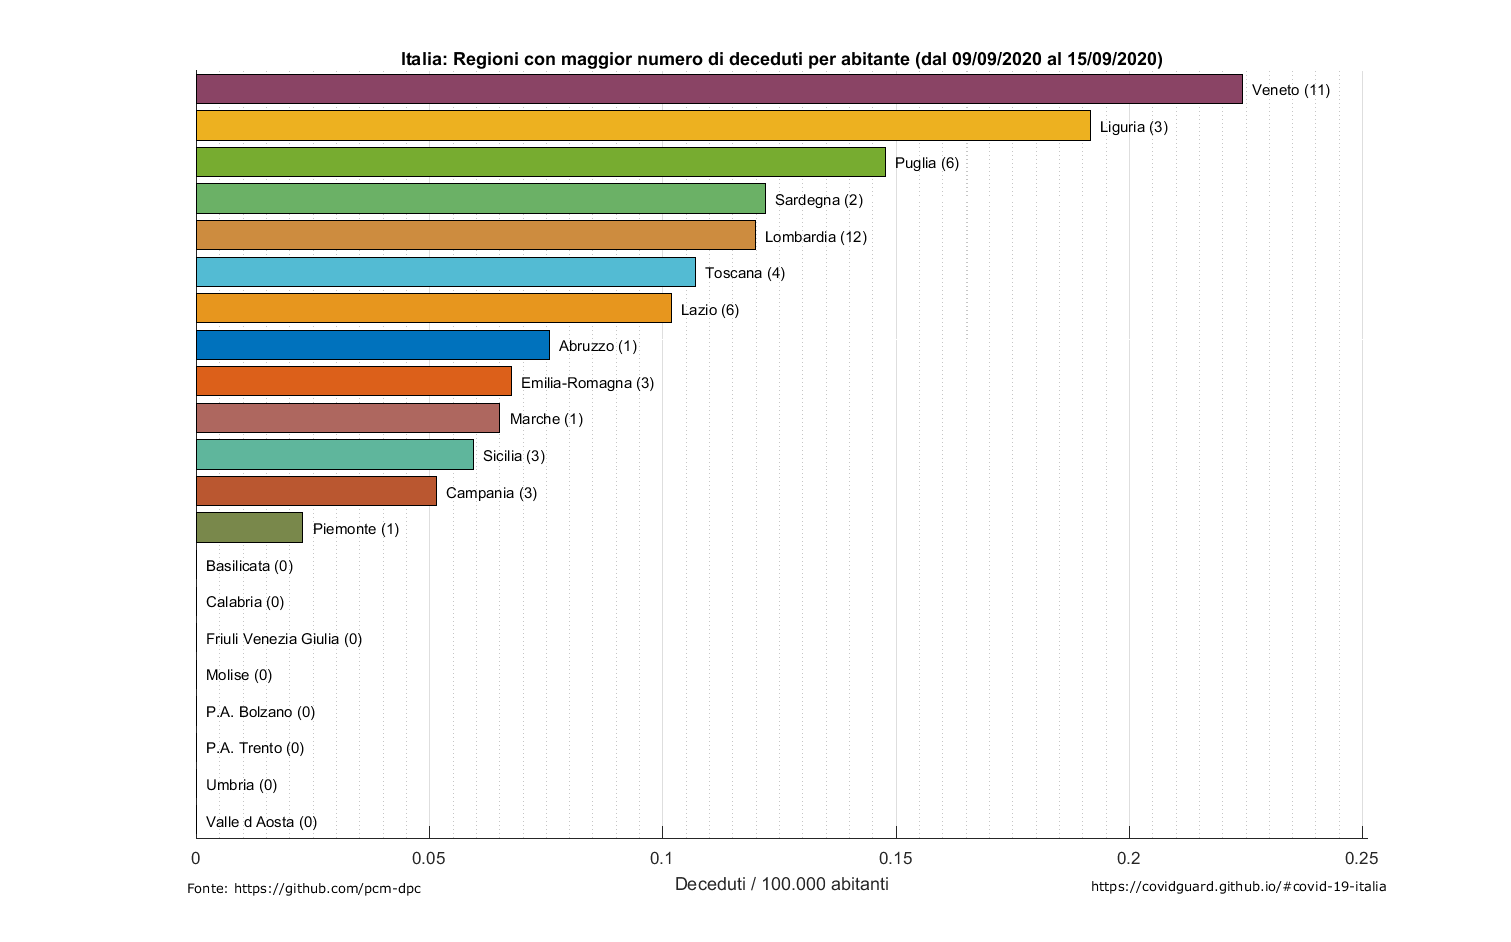 Italia: Regioni con maggior numero di deceduti per abitante (dal 09/09/2020 al 15/09/2020)
Veneto (11)
Liguria (3)
Puglia (6)
Sardegna (2)
Lombardia (12)
Toscana (4)
Lazio (6)
Abruzzo (1)
Emilia-Romagna (3)
Marche (1)
Sicilia (3)
Campania (3)
Piemonte (1)
Basilicata (0)
Calabria (0)
Friuli Venezia Giulia (0)
Molise (0)
P.A. Bolzano (0)
P.A. Trento (0)
Umbria (0)
Valle d Aosta (0)
0 0.05 0.1 0.15 0.2 0.25
Deceduti / 100.000 abitanti
Fonte: https://github.com/pcm-dpc
https://covidguard.github.io/#covid-19-italia